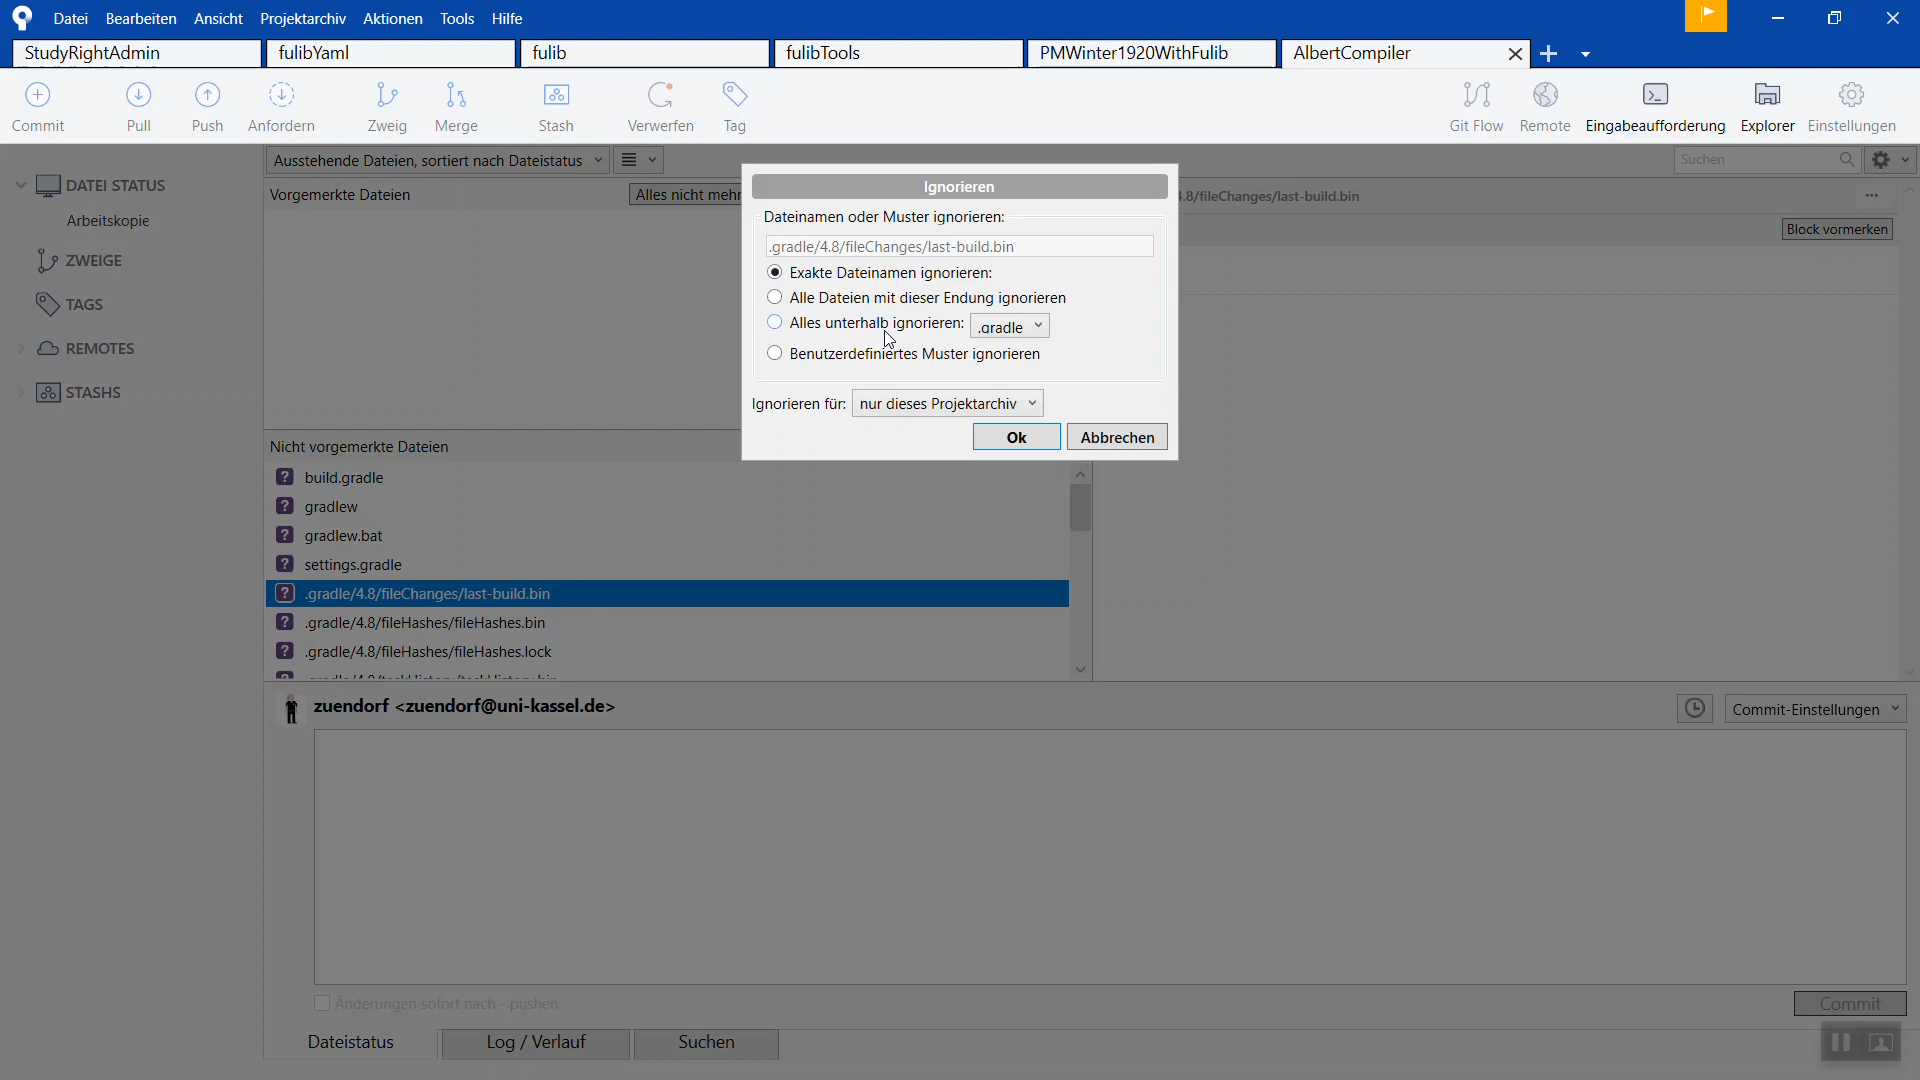 Datei Bearbeiten Ansicht Projektarchiv Aktionen Tools Hilfe
StudyRightAdmin fulibYaml fulib fulibTools PMWinter1920WithFulib AlbertCompiler
Commit Pull Push Anfordern Zweig Merge Stash Verwerfen Tag Git Flow Remote Eingabeaufforderung Explorer Einstellungen
DATEI STATUS
Arbeitskopie
ZWEIGE
TAGS
REMOTES
STASHS
Ausstehende Dateien, sortiert nach Dateistatus
Suchen
Vorgemerkte Dateien
Alles nicht mehr
.8/fileChanges/last-build.bin
Block vormerken
Ignorieren
Dateinamen oder Muster ignorieren:
.gradle/4.8/fileChanges/last-build.bin
Exakte Dateinamen ignorieren:
Alle Dateien mit dieser Endung ignorieren
Alles unterhalb ignorieren: .gradle
Benutzerdefiniertes Muster ignorieren
Ignorieren für: nur dieses Projektarchiv
Ok Abbrechen
Nicht vorgemerkte Dateien
build.gradle
gradlew
gradlew.bat
settings.gradle
.gradle/4.8/fileChanges/last-build.bin
.gradle/4.8/fileHashes/fileHashes.bin
.gradle/4.8/fileHashes/fileHashes.lock
zuendorf <zuendorf@uni-kassel.de>
Commit-Einstellungen
Änderungen sofort nach - pushen
Commit
Dateistatus Log / Verlauf Suchen